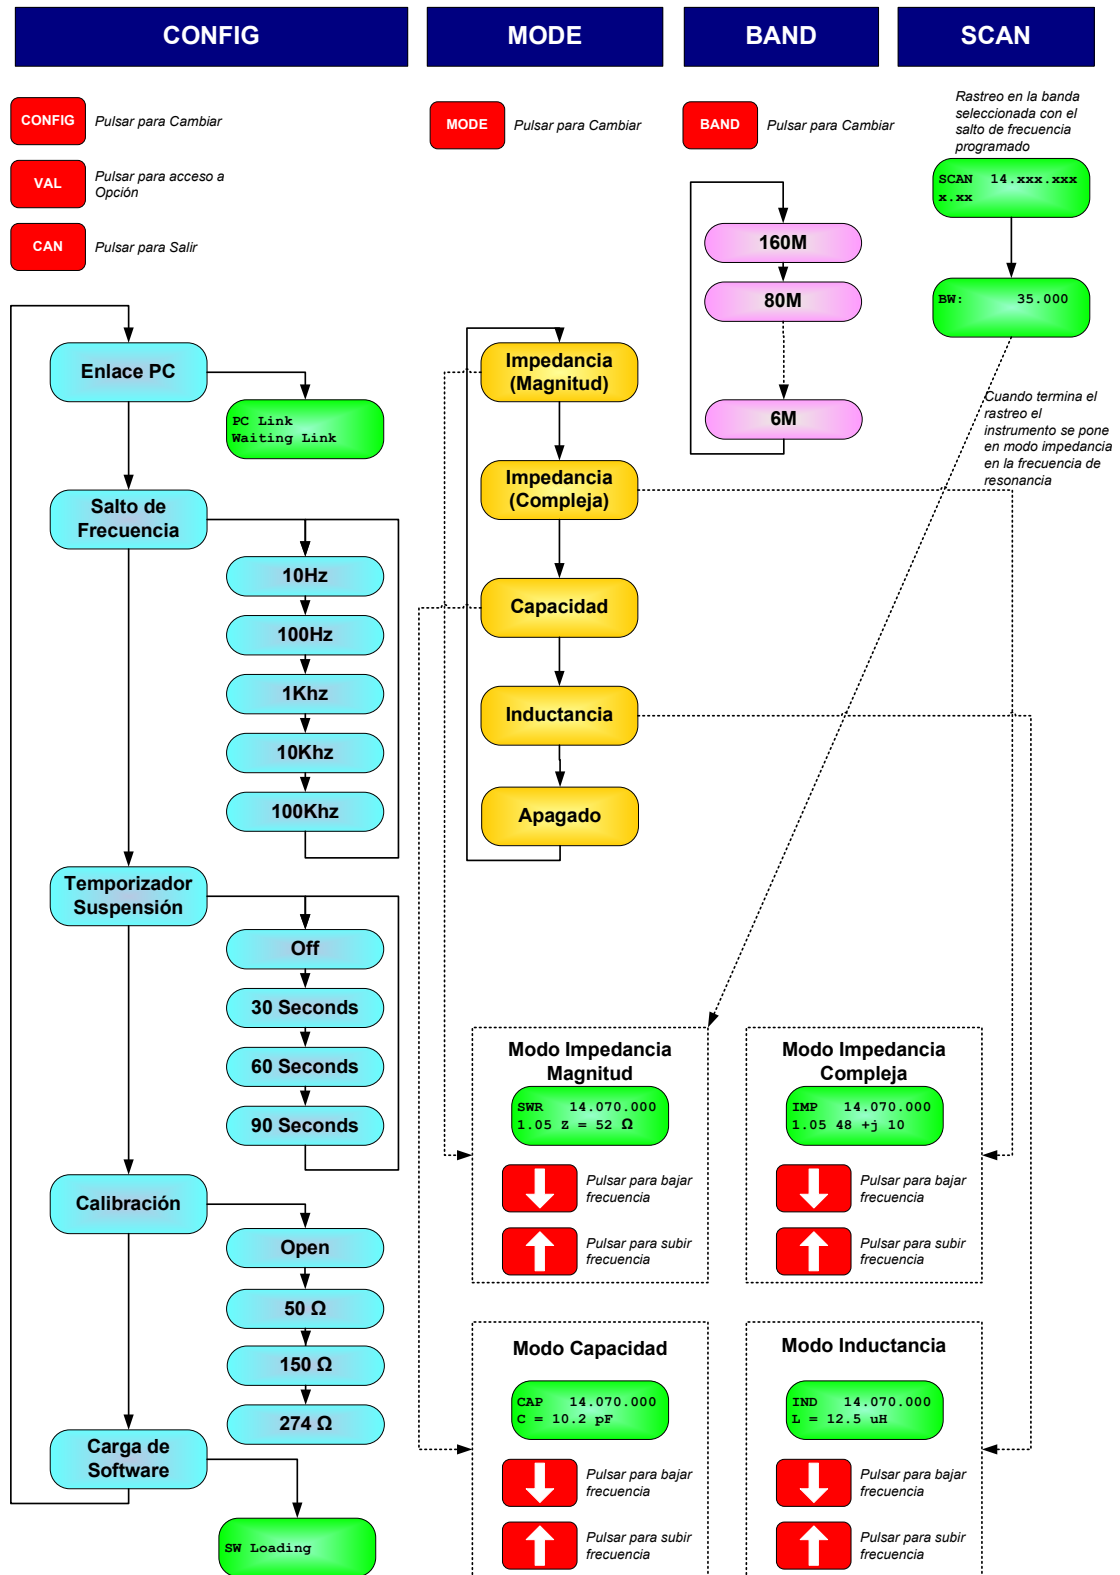 CONFIG
MODE
BAND
SCAN
CONFIG
Pulsar para Cambiar
VAL
Pulsar para acceso a
Opción
CAN
Pulsar para Salir
Enlace PC
PC Link
Waiting Link
Salto de
Frecuencia
10Hz
100Hz
1Khz
10Khz
100Khz
Temporizador
Suspensión
Off
30 Seconds
60 Seconds
90 Seconds
Calibración
Open
50 Ω
150 Ω
274 Ω
Carga de
Software
SW Loading
MODE
Pulsar para Cambiar
Impedancia
(Magnitud)
Impedancia
(Compleja)
Capacidad
Inductancia
Apagado
BAND
Pulsar para Cambiar
160M
80M
6M
Rastreo en la banda
seleccionada con el
salto de frecuencia
programado
SCAN 14.xxx.xxx
x.xx
BW: 35.000
Cuando termina el
rastreo el
instrumento se pone
en modo impedancia
en la frecuencia de
resonancia
Modo Impedancia
Magnitud
SWR 14.070.000
1.05 Z = 52 Ω
Pulsar para bajar
frecuencia
Pulsar para subir
frecuencia
Modo Impedancia
Compleja
IMP 14.070.000
1.05 48 +j 10
Pulsar para bajar
frecuencia
Pulsar para subir
frecuencia
Modo Capacidad
CAP 14.070.000
C = 10.2 pF
Pulsar para bajar
frecuencia
Pulsar para subir
frecuencia
Modo Inductancia
IND 14.070.000
L = 12.5 uH
Pulsar para bajar
frecuencia
Pulsar para subir
frecuencia